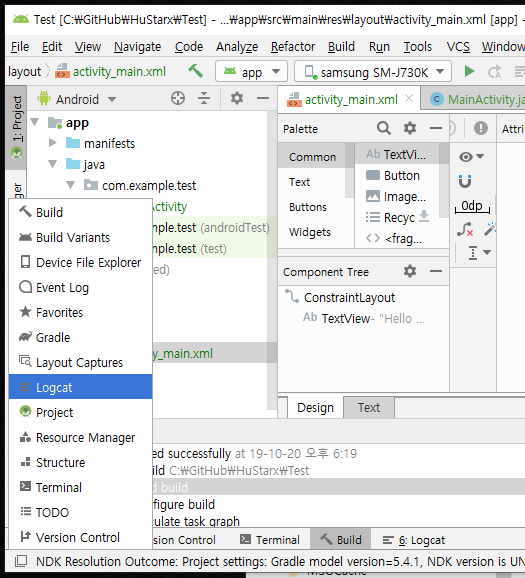 Test [C:₩GitHub₩HuStarx₩Test] - ...₩app₩src₩main₩res₩layout₩activity_main.xml [app]
File Edit View Navigate Code Analyze Refactor Build Run Tools VCS Window
layout activity_main.xml app samsung SM-J730K
1: Project
Android
app
manifests
java
com.example.test
Activity
mple.test (androidTest)
mple.test (test)
ed)
y_main.xml
Build
Build Variants
Device File Explorer
Event Log
Favorites
Gradle
Layout Captures
Logcat
Project
Resource Manager
Structure
Terminal
TODO
Version Control
activity_main.xml
MainActivity.ja
Palette
Common
Text
Buttons
Widgets
Ab TextVi...
Button
Image...
Recyc
<> <frag...
Attri
0dp
Component Tree
ConstraintLayout
Ab TextView- "Hello ...
Design Text
ed successfully at 19-10-20 오후 6:19
ild C:₩GitHub₩HuStarx₩Test
d build
figure build
culate task graph
ersion Control Terminal Build 6: Logcat
NDK Resolution Outcome: Project settings: Gradle model version=5.4.1, NDK version is UN